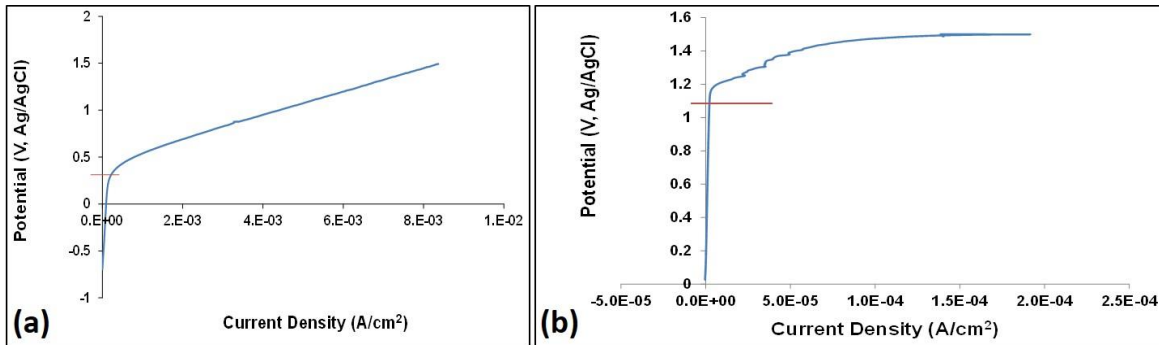 2
1.5
1
0.5
0
-0.5
-1
0.E+00 2.E-03 4.E-03 6.E-03 8.E-03 1.E-02
Potential (V, Ag/AgCl)
Current Density (A/cm²)
(a)
1.6
1.4
1.2
1
0.8
0.6
0.4
0.2
0
-5.0E-05 0.0E+00 5.0E-05 1.0E-04 1.5E-04 2.0E-04 2.5E-04
Potential (V, Ag/AgCl)
Current Density (A/cm²)
(b)